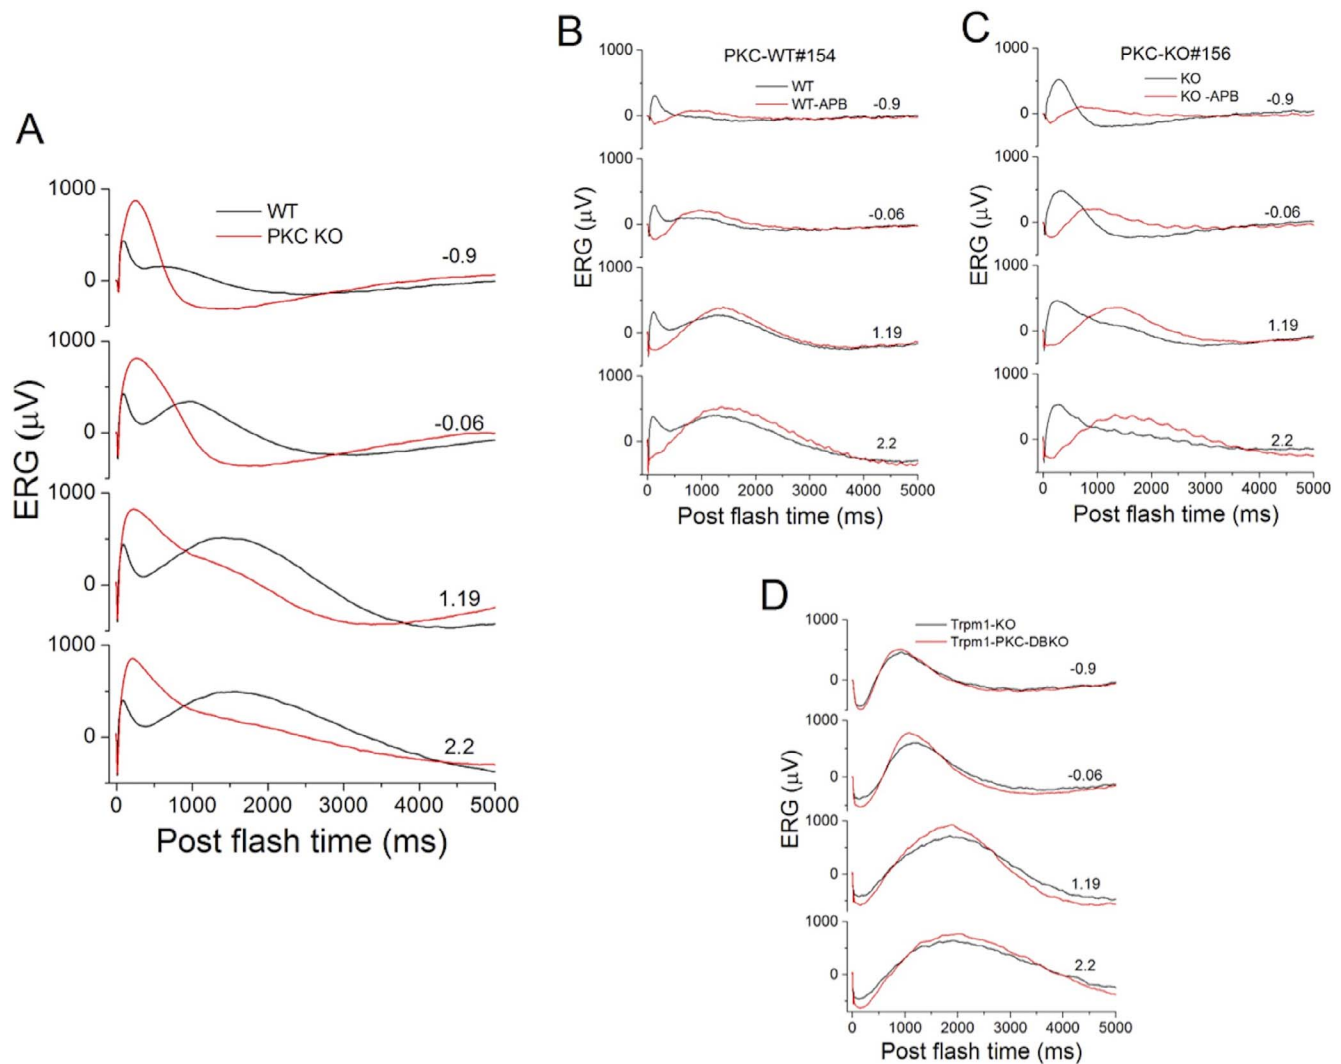 A
1000
0
WT
PKC KO
-0.9
1000
0
-0.06
1000
0
1.19
1000
0
2.2
ERG (μV)
0 1000 2000 3000 4000 5000
Post flash time (ms)
B
PKC-WT#154
1000
0
WT
WT-APB
-0.9
1000
0
-0.06
1000
0
1.19
1000
0
2.2
ERG (μV)
0 1000 2000 3000 4000 5000
Post flash time (ms)
C
PKC-KO#156
1000
0
KO
KO -APB
-0.9
1000
0
-0.06
1000
0
1.19
1000
0
2.2
ERG (μV)
0 1000 2000 3000 4000 5000
Post flash time (ms)
D
1000
0
Trpm1-KO
Trpm1-PKC-DBKO
-0.9
1000
0
-0.06
1000
0
1.19
1000
0
2.2
ERG (μV)
0 1000 2000 3000 4000 5000
Post flash time (ms)